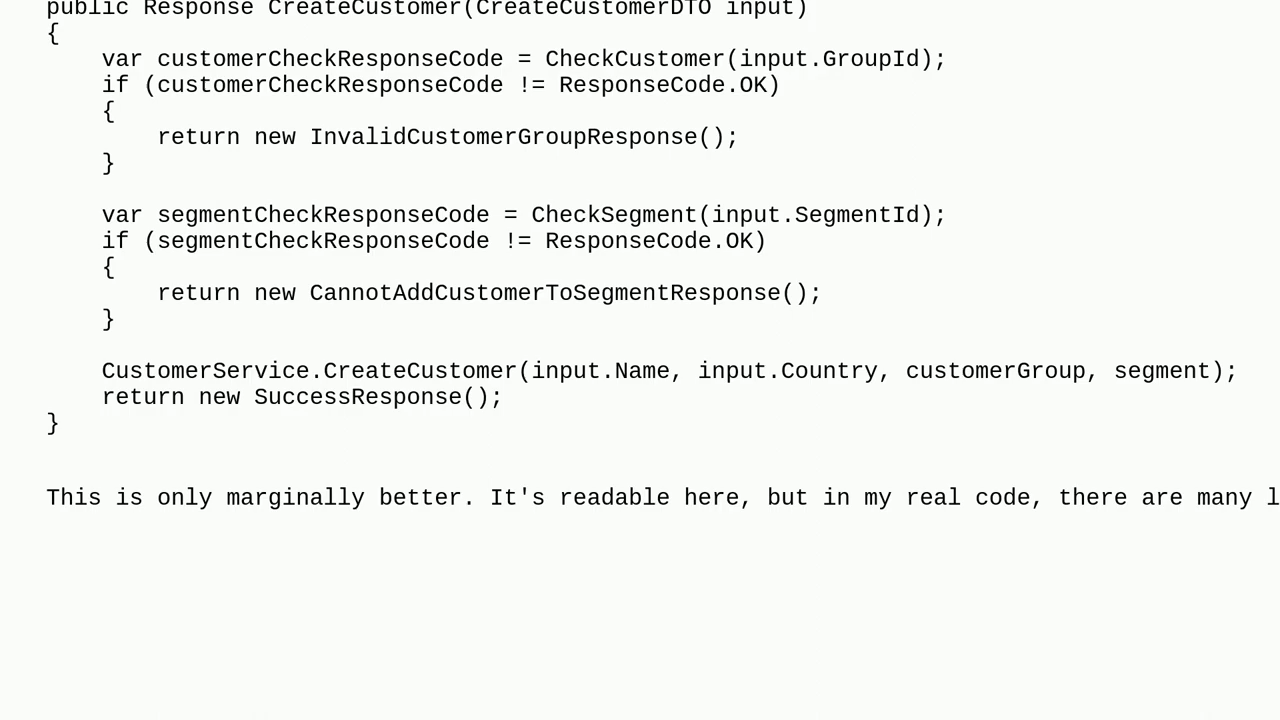 public Response CreateCustomer(CreateCustomerDTO input)
{
    var customerCheckResponseCode = CheckCustomer(input.GroupId);
    if (customerCheckResponseCode != ResponseCode.OK)
    {
        return new InvalidCustomerGroupResponse();
    }

    var segmentCheckResponseCode = CheckSegment(input.SegmentId);
    if (segmentCheckResponseCode != ResponseCode.OK)
    {
        return new CannotAddCustomerToSegmentResponse();
    }

    CustomerService.CreateCustomer(input.Name, input.Country, customerGroup, segment);
    return new SuccessResponse();
}

This is only marginally better. It's readable here, but in my real code, there are many